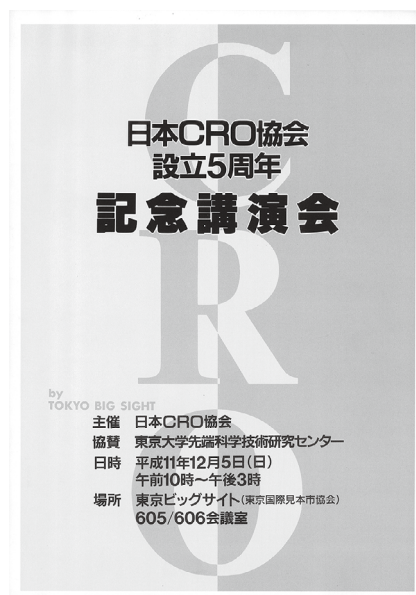 CRO
日本CRO協会
設立5周年
記念講演会
by
TOKYO BIG SIGHT
主催 日本CRO協会
協賛 東京大学先端科学技術研究センター
日時 平成11年12月5日(日)
午前10時~午後3時
場所 東京ビッグサイト(東京国際見本市協会)
605/606会議室